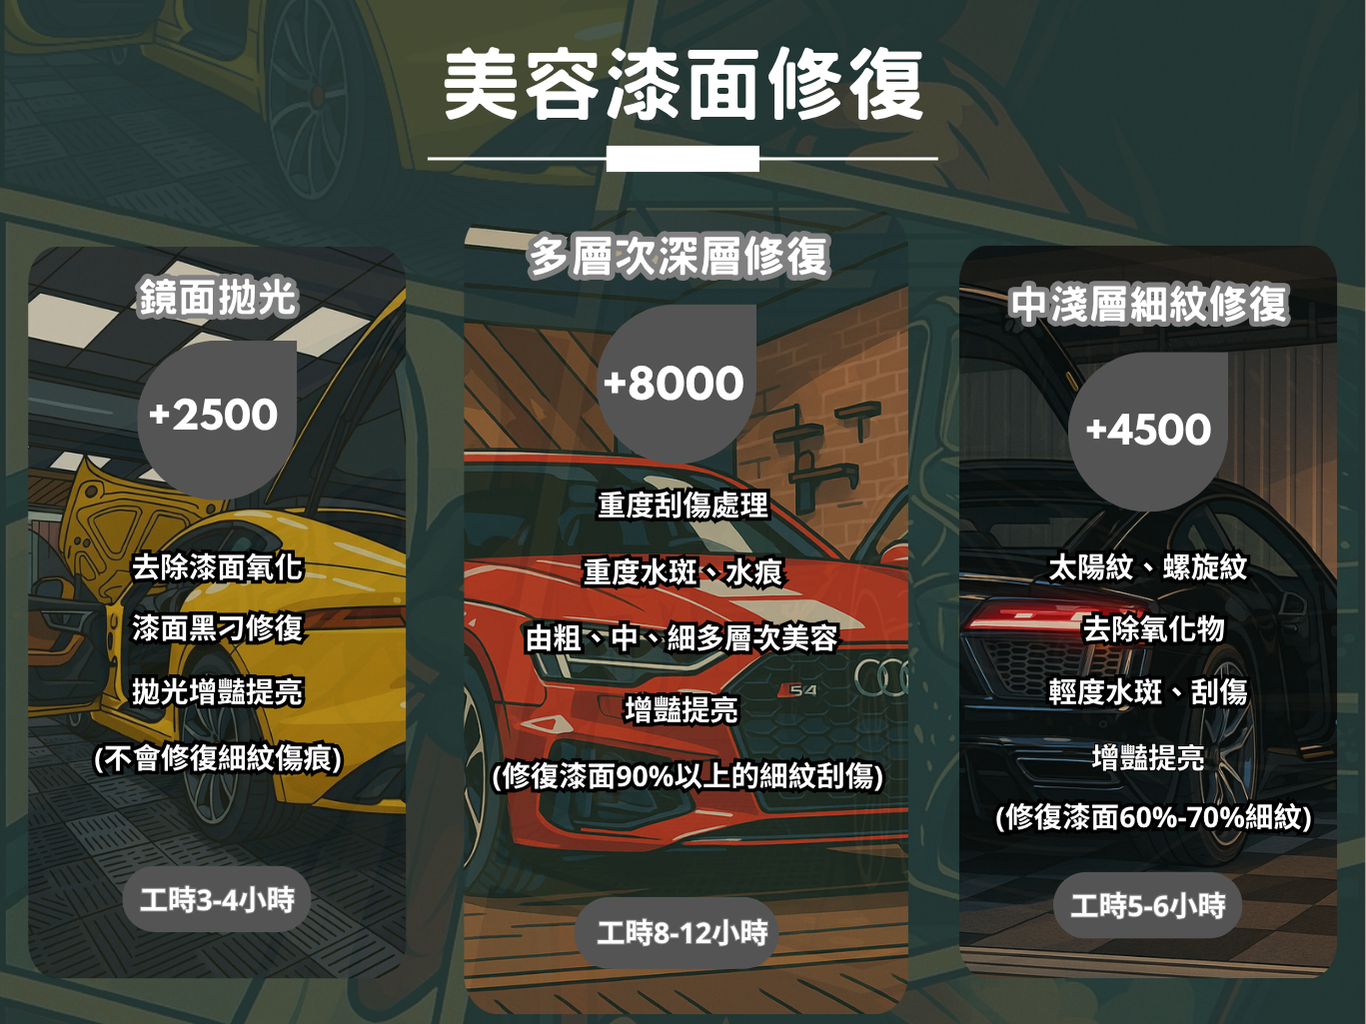 美容漆面修復
鏡面拋光
+2500
去除漆面氧化
漆面黑刁修復
拋光增豔提亮
(不會修復細紋傷痕)
工時3-4小時
多層次深層修復
+8000
重度刮傷處理
重度水斑、水痕
由粗、中、細多層次美容
增豔提亮
(修復漆面90%以上的細紋刮傷)
工時8-12小時
S4
中淺層細紋修復
+4500
太陽紋、螺旋紋
去除氧化物
輕度水斑、刮傷
增豔提亮
(修復漆面60%-70%細紋)
工時5-6小時